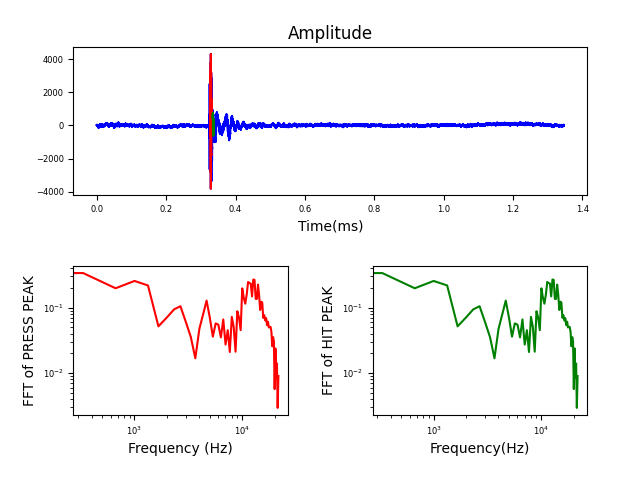 Amplitude
4000
2000
0
−2000
−4000
0.0 0.2 0.4 0.6 0.8 1.0 1.2 1.4
Time(ms)
FFT of PRESS PEAK
10⁻¹
10⁻²
10³ 10⁴
Frequency (Hz)
FFT of HIT PEAK
10⁻¹
10⁻²
10³ 10⁴
Frequency(Hz)